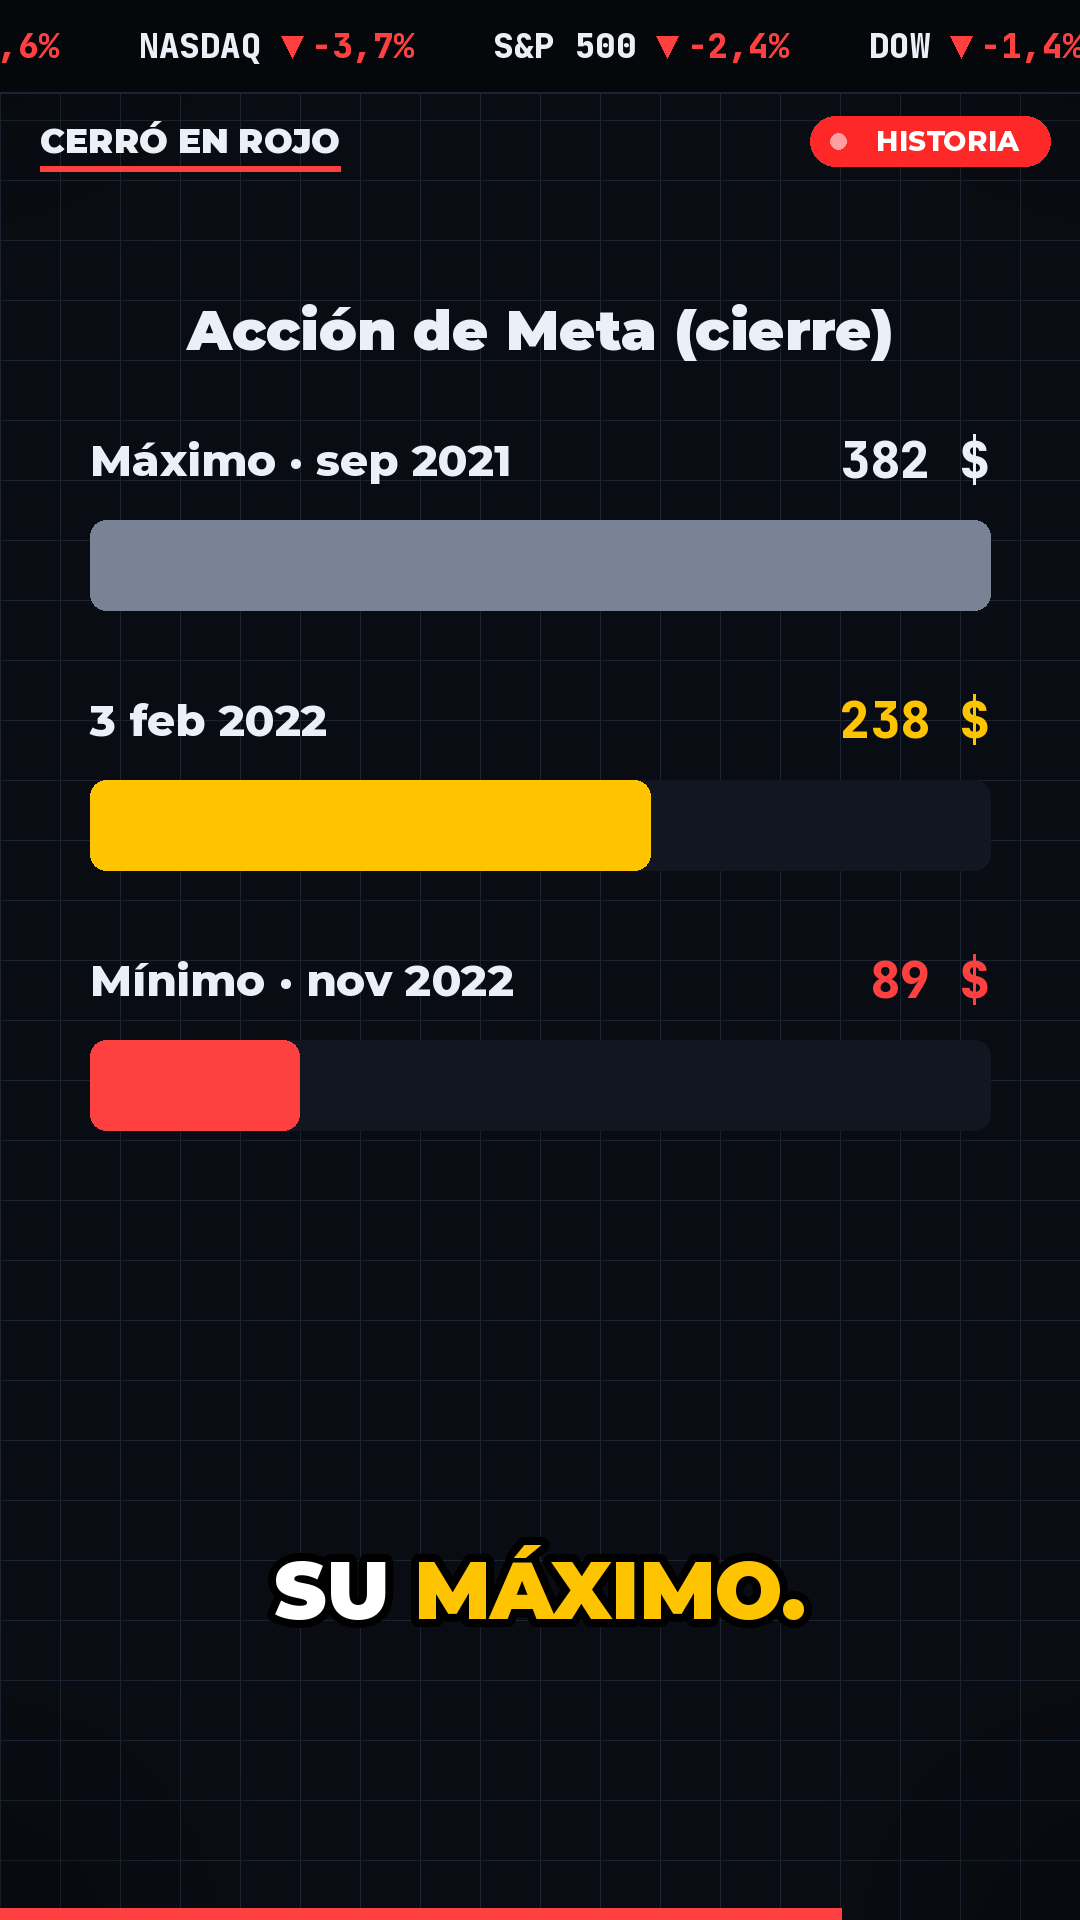 ,6% NASDAQ ▼-3,7% S&P 500 ▼-2,4% DOW ▼-1,4%
CERRÓ EN ROJO
HISTORIA
Acción de Meta (cierre)
Máximo · sep 2021 382 $
3 feb 2022 238 $
Mínimo · nov 2022 89 $
SU MÁXIMO.